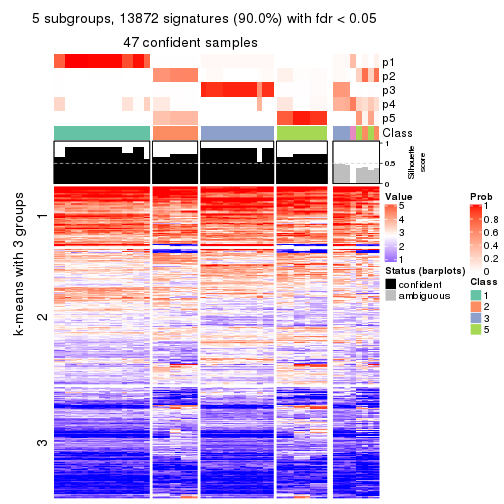 5 subgroups, 13872 signatures (90.0%) with fdr < 0.05
47 confident samples
p1
p2
p3
p4
p5
Class
1
0.5
0
Silhouette
score
k-means with 3 groups
1
2
3
Value
5
4
3
2
1
Status (barplots)
confident
ambiguous
Prob
1
0.8
0.6
0.4
0.2
0
Class
1
2
3
5